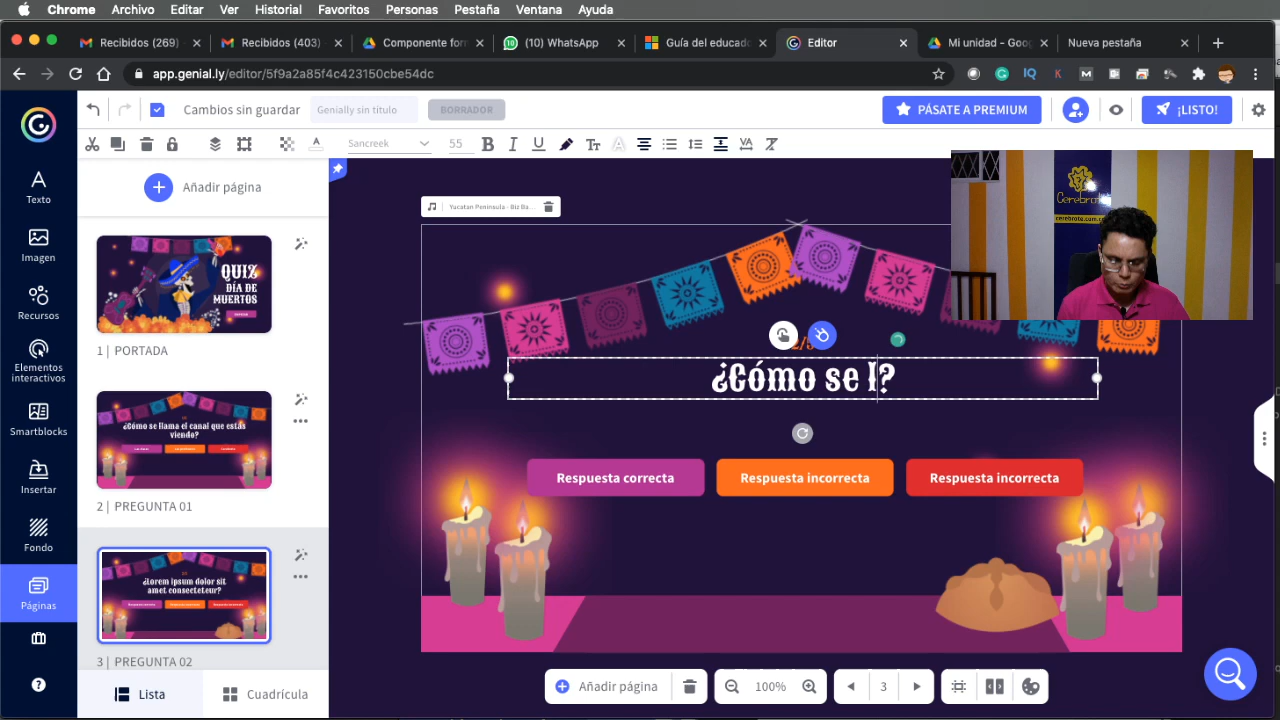 Chrome Archivo Editar Ver Historial Favoritos Personas Pestaña Ventana Ayuda
Recibidos (269)
Recibidos (403)
Componente for
(10) WhatsApp
Guía del educado
Editor
Mi unidad - Goog
Nueva pestaña
app.genial.ly/editor/5f9a2a85f4c423150cbe54dc
Cambios sin guardar
Genially sin título
BORRADOR
PÁSATE A PREMIUM
¡LISTO!
Sancreek
55
Texto
Imagen
Recursos
Elementos
interactivos
Smartblocks
Insertar
Fondo
Páginas
Añadir página
QUIZ
DÍA DE
MUERTOS
1 | PORTADA
¿Cómo se llama el canal que estás
viendo?
2 | PREGUNTA 01
¿Lorem ipsum dolor sit
amet consecteteur?
3 | PREGUNTA 02
Lista
Cuadrícula
Yucatan Peninsula - Biz Ba...
Cerebrote
2/5
¿Cómo se l?
Respuesta correcta
Respuesta incorrecta
Respuesta incorrecta
Añadir página
100%
3